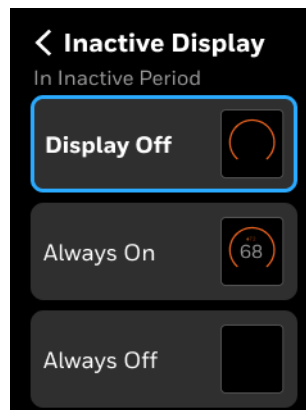 Inactive Display
In Inactive Period
Display Off
Always On
68
Always Off